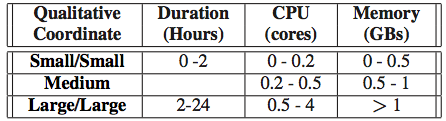 Qualitative Duration CPU Memory
Coordinate (Hours) (cores) (GBs)
Small/Small 0 -2 0 - 0.2 0 - 0.5
Medium 0.2 - 0.5 0.5 - 1
Large/Large 2-24 0.5 - 4 > 1